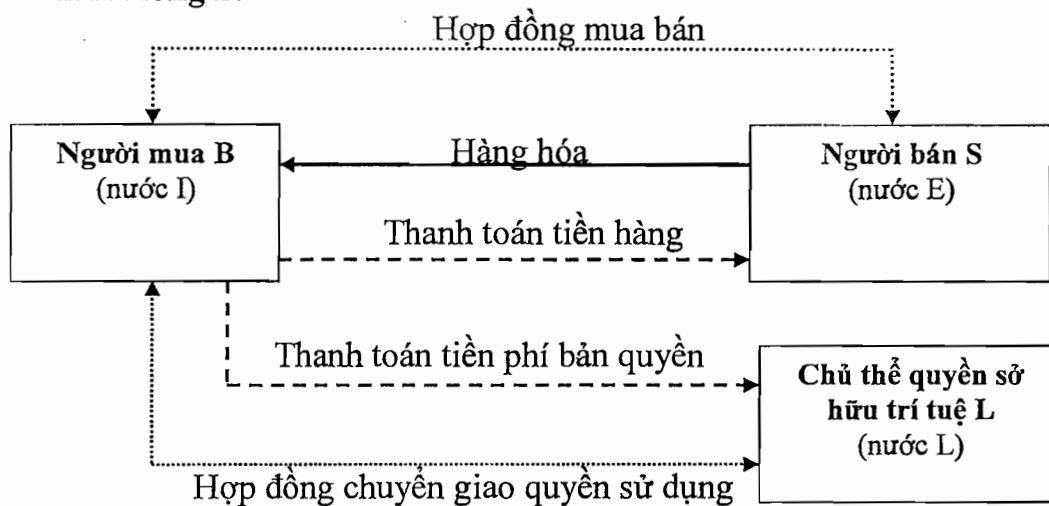 Hợp đồng mua bán
Người mua B
(nước I)
Hàng hóa
Người bán S
(nước E)
Thanh toán tiền hàng
Thanh toán tiền phí bản quyền
Chủ thể quyền sở
hữu trí tuệ L
(nước L)
Hợp đồng chuyển giao quyền sử dụng